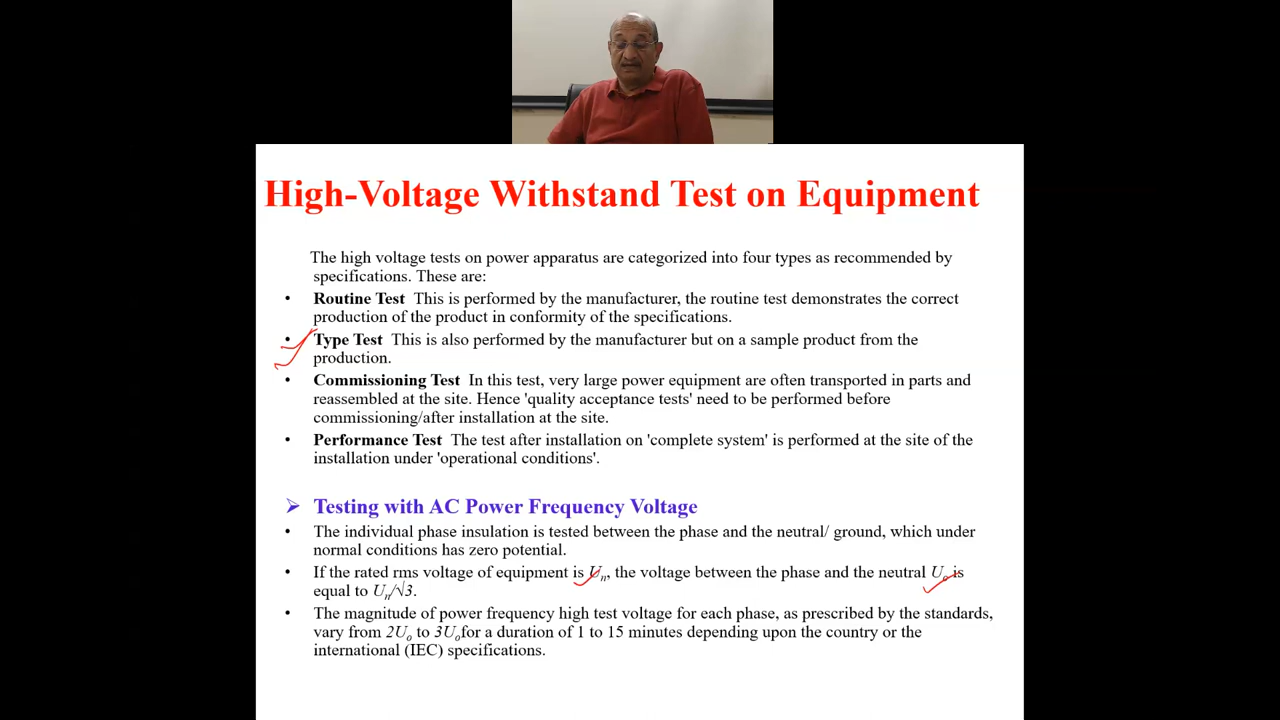 High-Voltage Withstand Test on Equipment
The high voltage tests on power apparatus are categorized into four types as recommended by
specifications. These are:
• Routine Test This is performed by the manufacturer, the routine test demonstrates the correct
production of the product in conformity of the specifications.
• Type Test This is also performed by the manufacturer but on a sample product from the
production.
• Commissioning Test In this test, very large power equipment are often transported in parts and
reassembled at the site. Hence 'quality acceptance tests' need to be performed before
commissioning/after installation at the site.
• Performance Test The test after installation on 'complete system' is performed at the site of the
installation under 'operational conditions'.
➢ Testing with AC Power Frequency Voltage
• The individual phase insulation is tested between the phase and the neutral/ ground, which under
normal conditions has zero potential.
• If the rated rms voltage of equipment is Uₙ, the voltage between the phase and the neutral Uₒ is
equal to Uₙ/√3.
• The magnitude of power frequency high test voltage for each phase, as prescribed by the standards,
vary from 2Uₒ to 3Uₒfor a duration of 1 to 15 minutes depending upon the country or the
international (IEC) specifications.